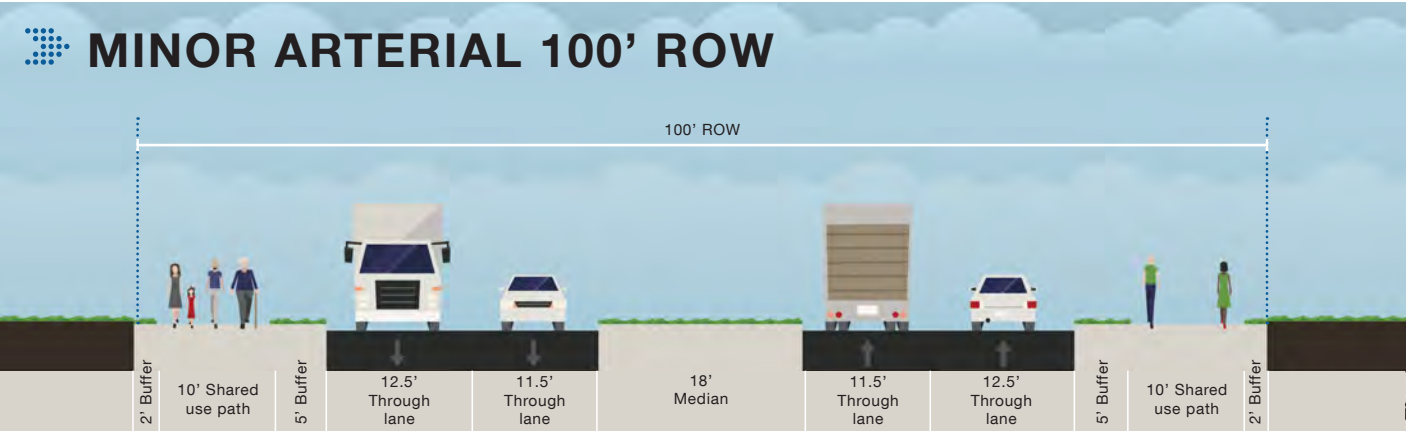 MINOR ARTERIAL 100’ ROW
100’ ROW
2’ Buffer
10’ Shared
use path
5’ Buffer
12.5’
Through
lane
11.5’
Through
lane
18’
Median
11.5’
Through
lane
12.5’
Through
lane
5’ Buffer
10’ Shared
use path
2’ Buffer